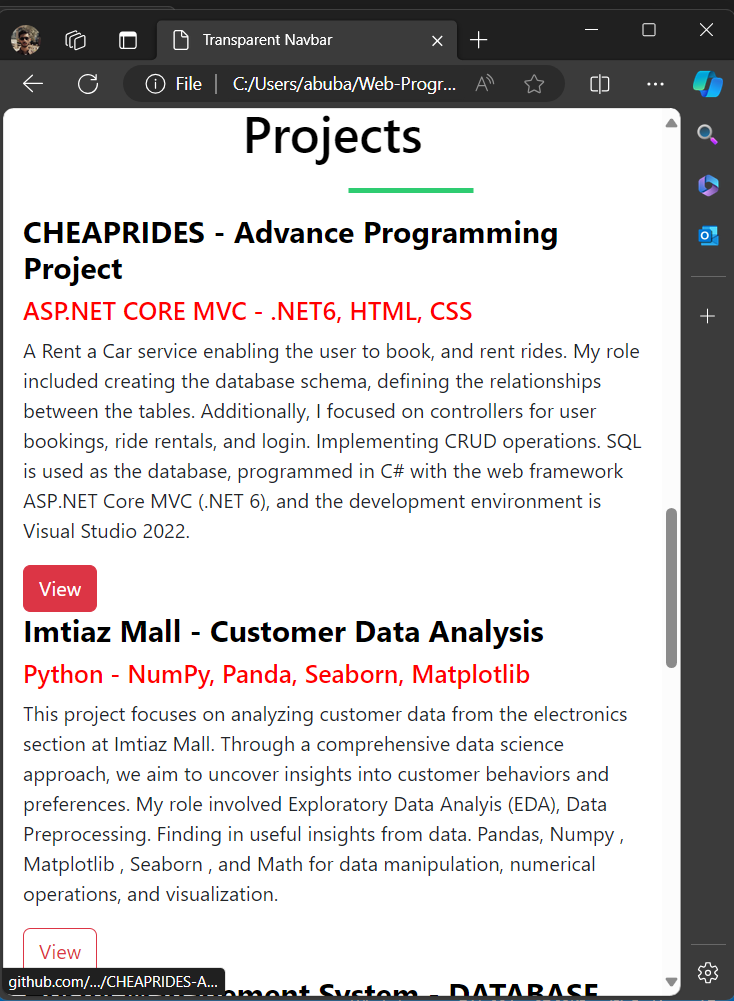 Transparent Navbar
File
C:/Users/abuba/Web-Progr...
Projects
CHEAPRIDES - Advance Programming
Project
ASP.NET CORE MVC - .NET6, HTML, CSS
A Rent a Car service enabling the user to book, and rent rides. My role
included creating the database schema, defining the relationships
between the tables. Additionally, I focused on controllers for user
bookings, ride rentals, and login. Implementing CRUD operations. SQL
is used as the database, programmed in C# with the web framework
ASP.NET Core MVC (.NET 6), and the development environment is
Visual Studio 2022.
View
Imtiaz Mall - Customer Data Analysis
Python - NumPy, Panda, Seaborn, Matplotlib
This project focuses on analyzing customer data from the electronics
section at Imtiaz Mall. Through a comprehensive data science
approach, we aim to uncover insights into customer behaviors and
preferences. My role involved Exploratory Data Analyis (EDA), Data
Preprocessing. Finding in useful insights from data. Pandas, Numpy ,
Matplotlib , Seaborn , and Math for data manipulation, numerical
operations, and visualization.
View
github.com/.../CHEAPRIDES-A...
System - DATABASE